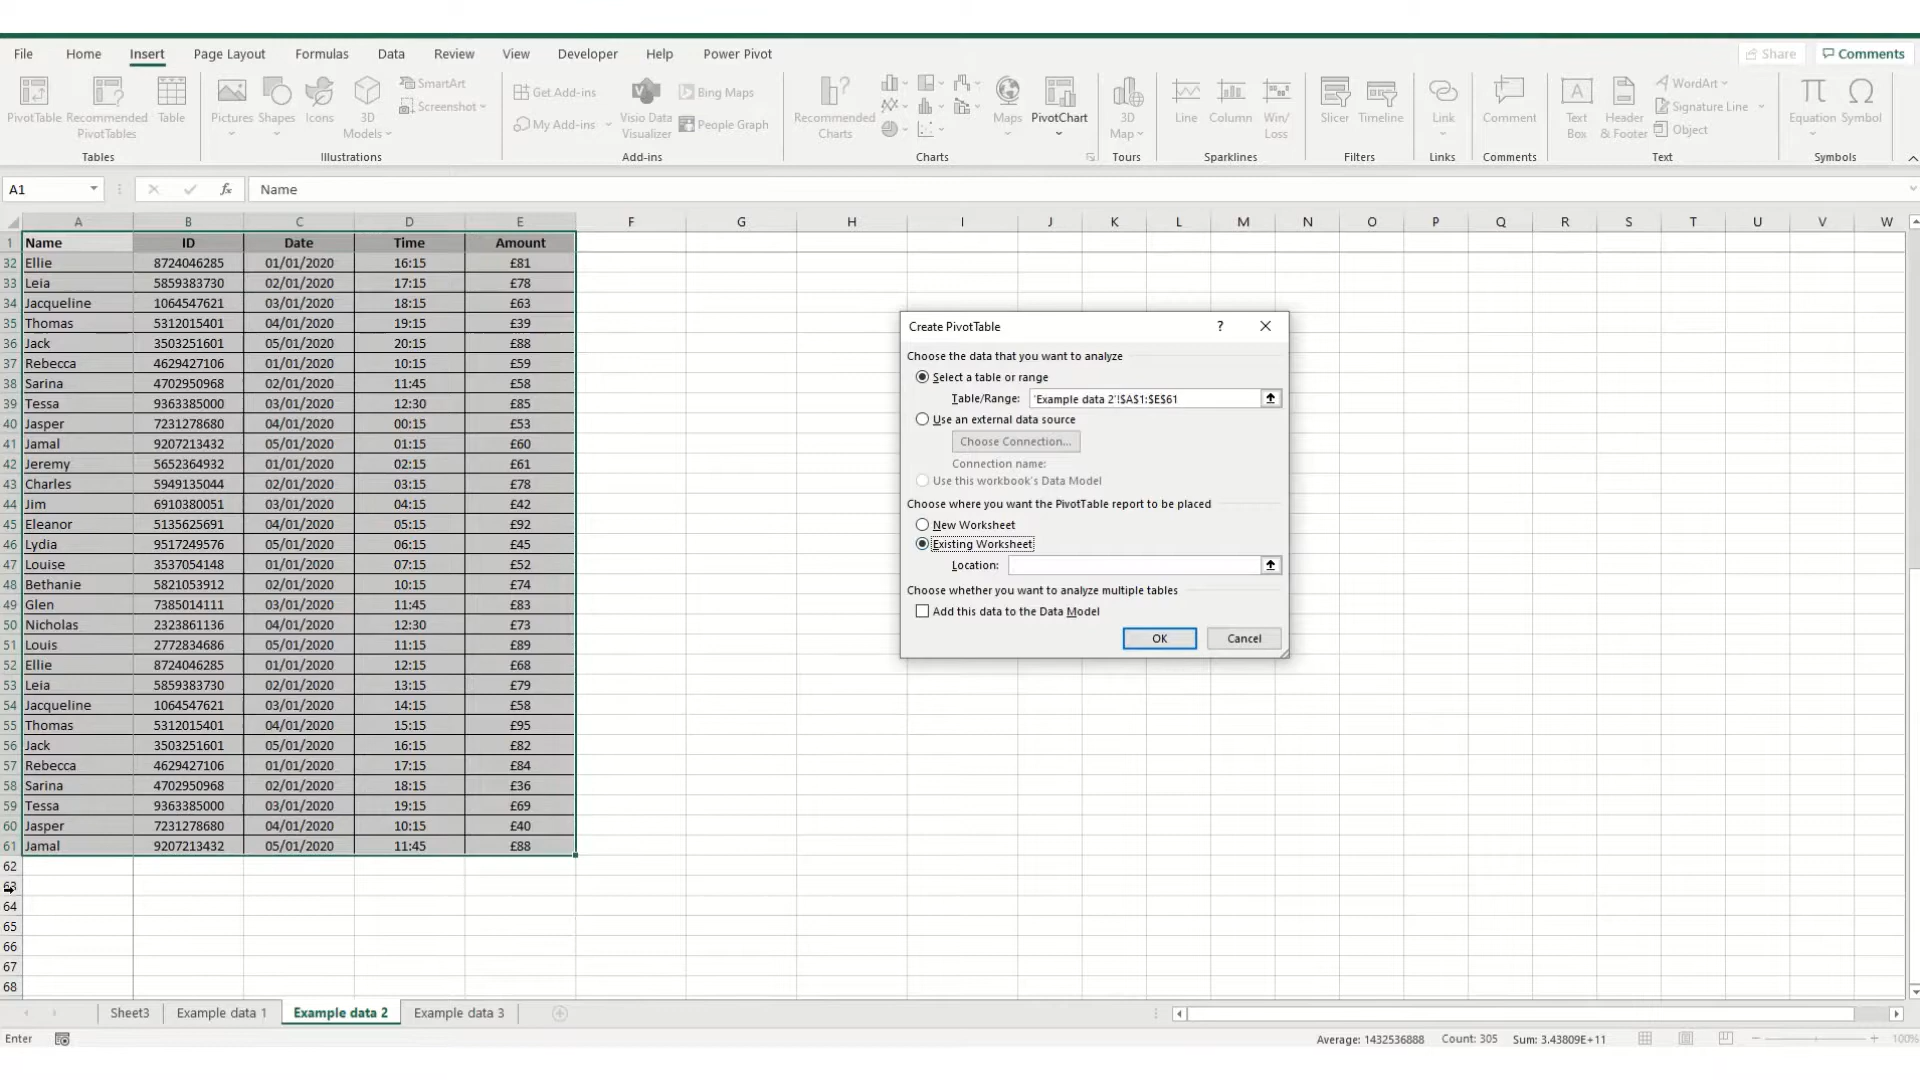 File Home Insert Page Layout Formulas Data Review View Developer Help Power Pivot Share Comments
PivotTable Recommended PivotTables Table
Tables
Pictures Shapes Icons 3D Models SmartArt Screenshot
Illustrations
Get Add-ins My Add-ins Visio Data Visualizer Bing Maps People Graph
Add-ins
Recommended Charts Maps PivotChart
Charts
3D Map
Tours
Line Column Win/Loss
Sparklines
Slicer Timeline
Filters
Link
Links
Comment
Comments
Text Box Header & Footer WordArt Signature Line Object
Text
Equation Symbol
Symbols
A1 fx Name
A B C D E F G H I J K L M N O P Q R S T U V W
1 Name ID Date Time Amount
32 Ellie 8724046285 01/01/2020 16:15 £81
33 Leia 5859383730 02/01/2020 17:15 £78
34 Jacqueline 1064547621 03/01/2020 18:15 £63
35 Thomas 5312015401 04/01/2020 19:15 £39
36 Jack 3503251601 05/01/2020 20:15 £88
37 Rebecca 4629427106 01/01/2020 10:15 £59
38 Sarina 4702950968 02/01/2020 11:45 £58
39 Tessa 9363385000 03/01/2020 12:30 £85
40 Jasper 7231278680 04/01/2020 00:15 £53
41 Jamal 9207213432 05/01/2020 01:15 £60
42 Jeremy 5652364932 01/01/2020 02:15 £61
43 Charles 5949135044 02/01/2020 03:15 £78
44 Jim 6910380051 03/01/2020 04:15 £42
45 Eleanor 5135625691 04/01/2020 05:15 £92
46 Lydia 9517249576 05/01/2020 06:15 £45
47 Louise 3537054148 01/01/2020 07:15 £52
48 Bethanie 5821053912 02/01/2020 10:15 £74
49 Glen 7385014111 03/01/2020 11:45 £83
50 Nicholas 2323861136 04/01/2020 12:30 £73
51 Louis 2772834686 05/01/2020 11:15 £89
52 Ellie 8724046285 01/01/2020 12:15 £68
53 Leia 5859383730 02/01/2020 13:15 £79
54 Jacqueline 1064547621 03/01/2020 14:15 £58
55 Thomas 5312015401 04/01/2020 15:15 £95
56 Jack 3503251601 05/01/2020 16:15 £82
57 Rebecca 4629427106 01/01/2020 17:15 £84
58 Sarina 4702950968 02/01/2020 18:15 £36
59 Tessa 9363385000 03/01/2020 19:15 £69
60 Jasper 7231278680 04/01/2020 10:15 £40
61 Jamal 9207213432 05/01/2020 11:45 £88
62
63
64
65
66
67
68
Create PivotTable ?
Choose the data that you want to analyze
Select a table or range
Table/Range: 'Example data 2'!$A$1:$E$61
Use an external data source
Choose Connection...
Connection name:
Use this workbook's Data Model
Choose where you want the PivotTable report to be placed
New Worksheet
Existing Worksheet
Location:
Choose whether you want to analyze multiple tables
Add this data to the Data Model
OK Cancel
Sheet3 Example data 1 Example data 2 Example data 3
Enter Average: 1432536888 Count: 305 Sum: 3.43809E+11 100%